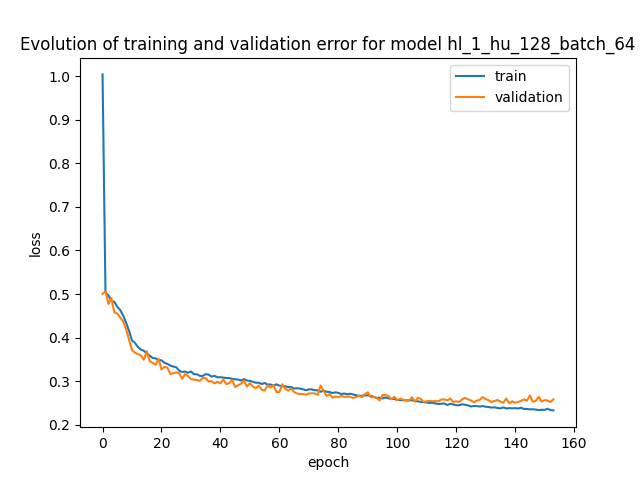 Evolution of training and validation error for model hl_1_hu_128_batch_64
train
validation
1.0
0.9
0.8
0.7
0.6
0.5
0.4
0.3
0.2
loss
0 20 40 60 80 100 120 140 160
epoch